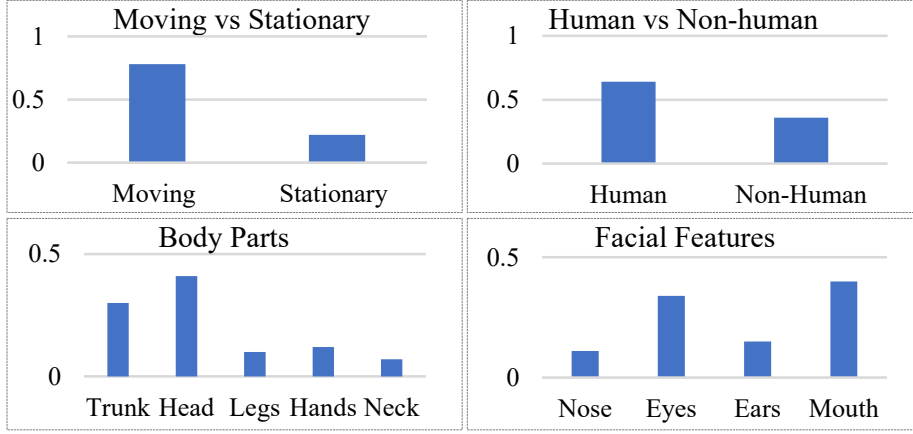 Moving vs Stationary
1
0.5
0
Moving Stationary
Human vs Non-human
1
0.5
0
Human Non-Human
Body Parts
0.5
0
Trunk Head Legs Hands Neck
Facial Features
0.5
0
Nose Eyes Ears Mouth